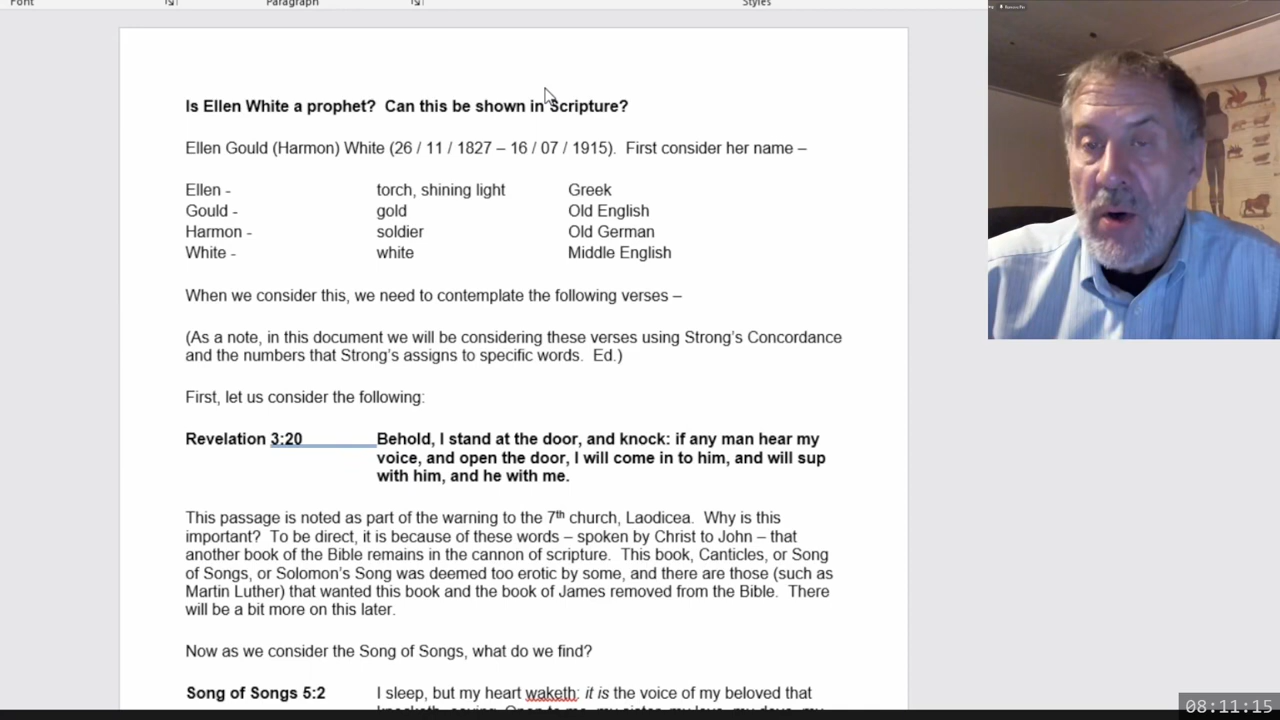 Font
Paragraph
Styles
Is Ellen White a prophet?  Can this be shown in Scripture?
Ellen Gould (Harmon) White (26 / 11 / 1827 – 16 / 07 / 1915).  First consider her name –
Ellen - torch, shining light Greek
Gould - gold Old English
Harmon - soldier Old German
White - white Middle English
When we consider this, we need to contemplate the following verses –
(As a note, in this document we will be considering these verses using Strong's Concordance
and the numbers that Strong's assigns to specific words.  Ed.)
First, let us consider the following:
Revelation 3:20 Behold, I stand at the door, and knock: if any man hear my
voice, and open the door, I will come in to him, and will sup
with him, and he with me.
This passage is noted as part of the warning to the 7th church, Laodicea.  Why is this
important?  To be direct, it is because of these words – spoken by Christ to John – that
another book of the Bible remains in the cannon of scripture.  This book, Canticles, or Song
of Songs, or Solomon's Song was deemed too erotic by some, and there are those (such as
Martin Luther) that wanted this book and the book of James removed from the Bible.  There
will be a bit more on this later.
Now as we consider the Song of Songs, what do we find?
Song of Songs 5:2 I sleep, but my heart waketh: it is the voice of my beloved that
08:11:15